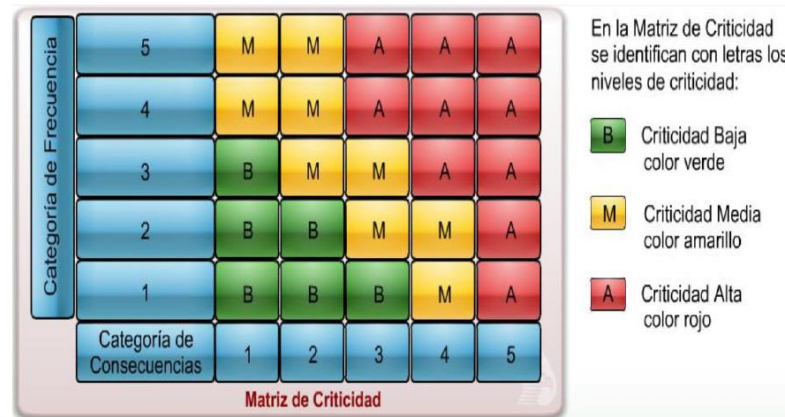 Categoría de Frecuencia
5 M M A A A
4 M M A A A
3 B M M A A
2 B B M M A
1 B B B M A
Categoría de
Consecuencias
1 2 3 4 5
Matriz de Criticidad
En la Matriz de Criticidad
se identifican con letras los
niveles de criticidad:
B Criticidad Baja
color verde
M Criticidad Media
color amarillo
A Criticidad Alta
color rojo